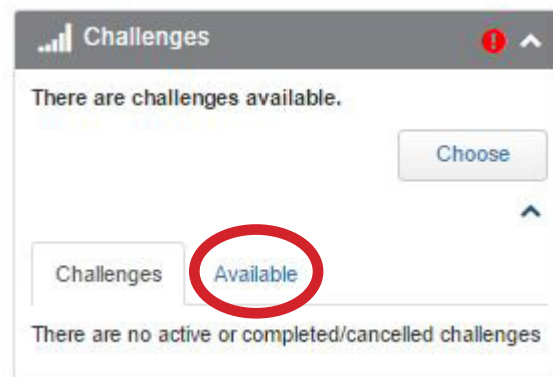 Challenges
There are challenges available.
Choose
Challenges Available
There are no active or completed/cancelled challenges